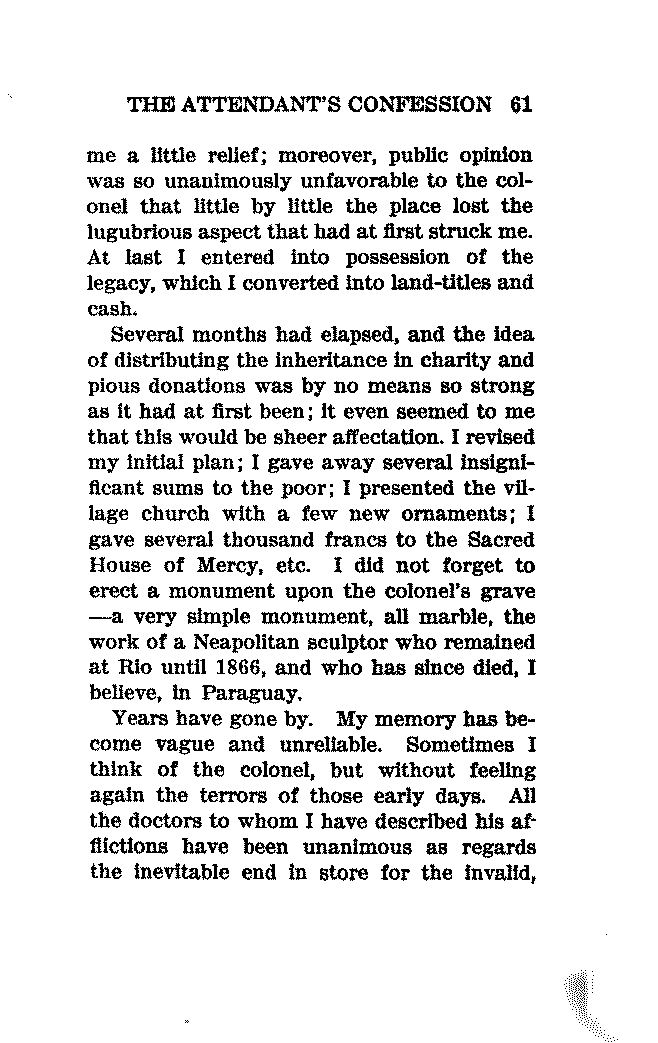 THE ATTENDANT'S CONFESSION 61
me a little relief; moreover, public opinion
was so unanimously unfavorable to the col-
onel that little by little the place lost the
lugubrious aspect that had at first struck me.
At last I entered into possession of the
legacy, which I converted into land-titles and
cash.
Several months had elapsed, and the idea
of distributing the inheritance in charity and
pious donations was by no means so strong
as it had at first been; it even seemed to me
that this would be sheer affectation. I revised
my initial plan; I gave away several insigni-
ficant sums to the poor; I presented the vil-
lage church with a few new ornaments; I
gave several thousand francs to the Sacred
House of Mercy, etc. I did not forget to
erect a monument upon the colonel's grave
—a very simple monument, all marble, the
work of a Neapolitan sculptor who remained
at Rio until 1866, and who has since died, I
believe, in Paraguay.
Years have gone by. My memory has be-
come vague and unreliable. Sometimes I
think of the colonel, but without feeling
again the terrors of those early days. All
the doctors to whom I have described his af-
flictions have been unanimous as regards
the inevitable end in store for the invalid,